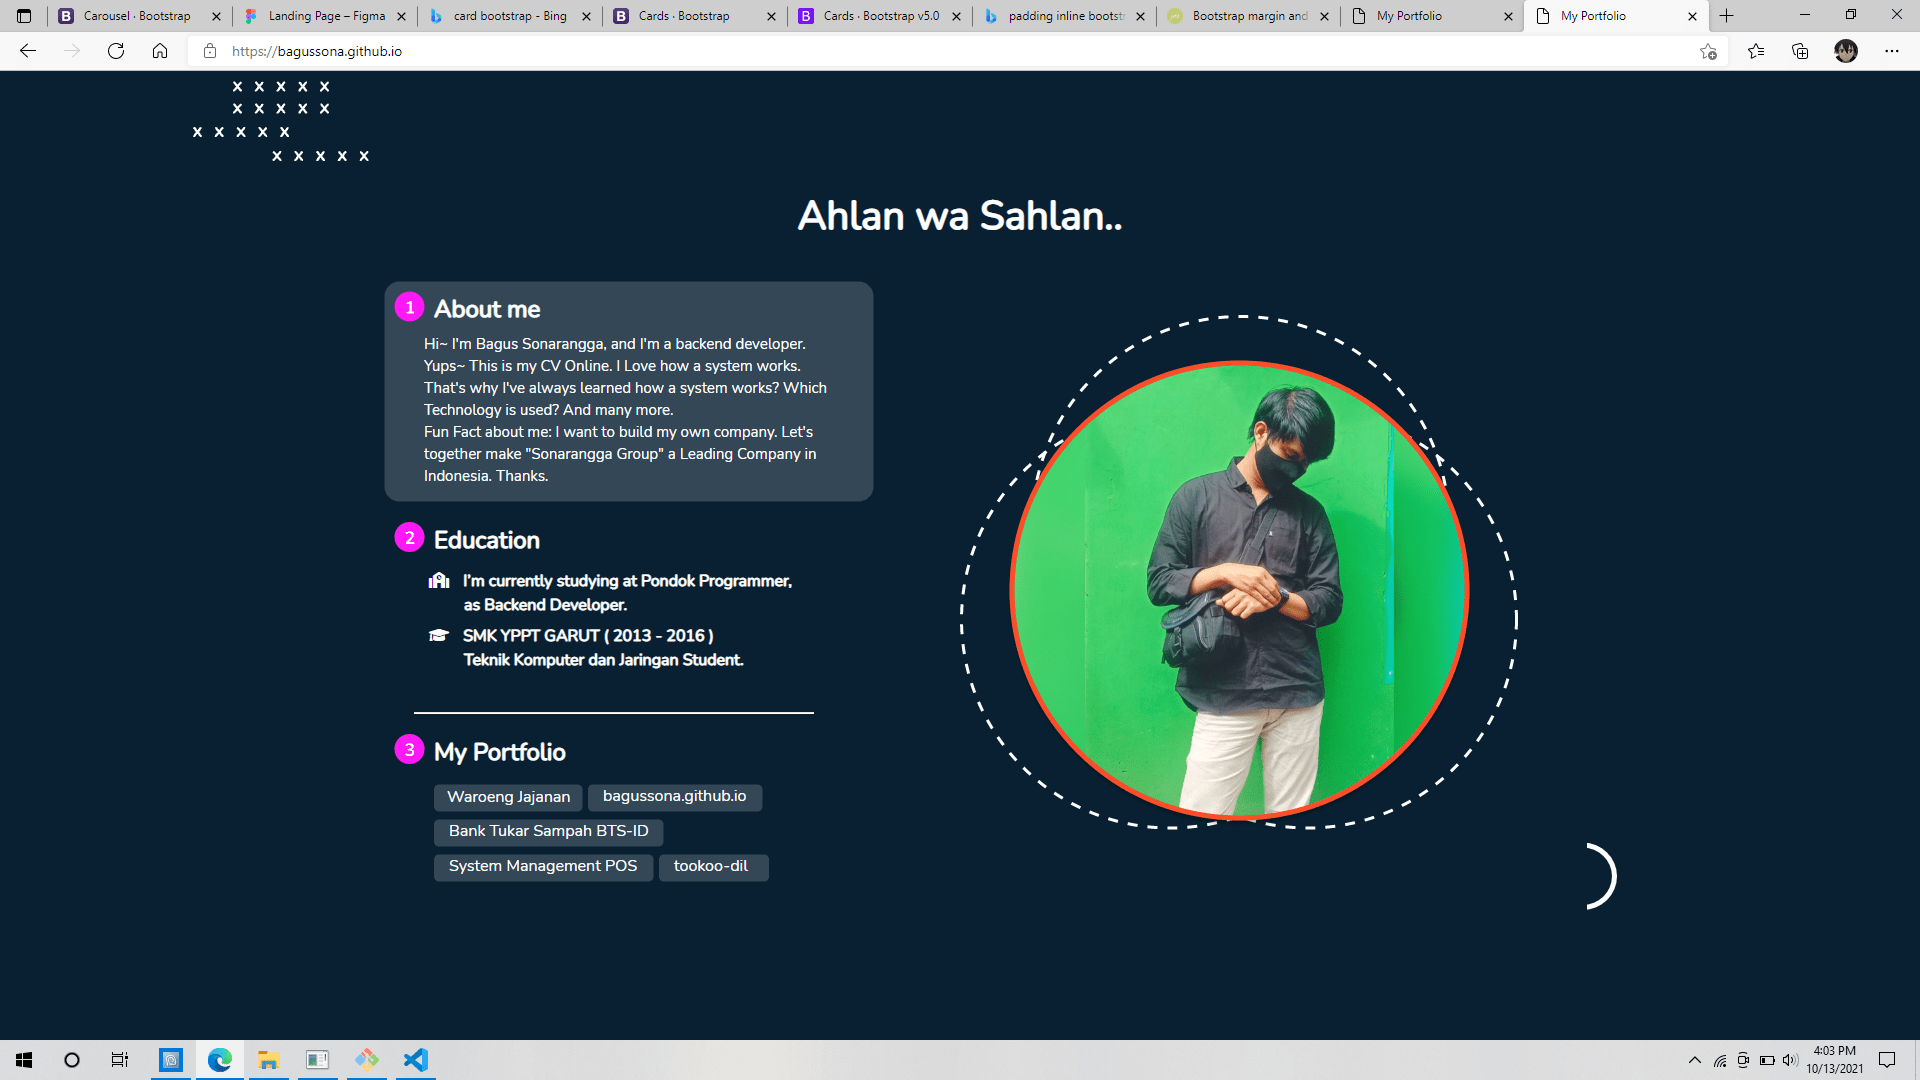 Carousel · Bootstrap
Landing Page – Figma
card bootstrap - Bing
Cards · Bootstrap
Cards · Bootstrap v5.0
padding inline bootst
Bootstrap margin and
My Portfolio
My Portfolio
https://bagussona.github.io
x x x x x
x x x x x
x x x x x
x x x x x
Ahlan wa Sahlan..
1 About me
Hi~ I'm Bagus Sonarangga, and I'm a backend developer.
Yups~ This is my CV Online. I Love how a system works.
That's why I've always learned how a system works? Which
Technology is used? And many more.
Fun Fact about me: I want to build my own company. Let's
together make "Sonarangga Group" a Leading Company in
Indonesia. Thanks.
2 Education
I'm currently studying at Pondok Programmer,
as Backend Developer.
SMK YPPT GARUT ( 2013 - 2016 )
Teknik Komputer dan Jaringan Student.
3 My Portfolio
Waroeng Jajanan
bagussona.github.io
Bank Tukar Sampah BTS-ID
System Management POS
tookoo-dil
4:03 PM
10/13/2021